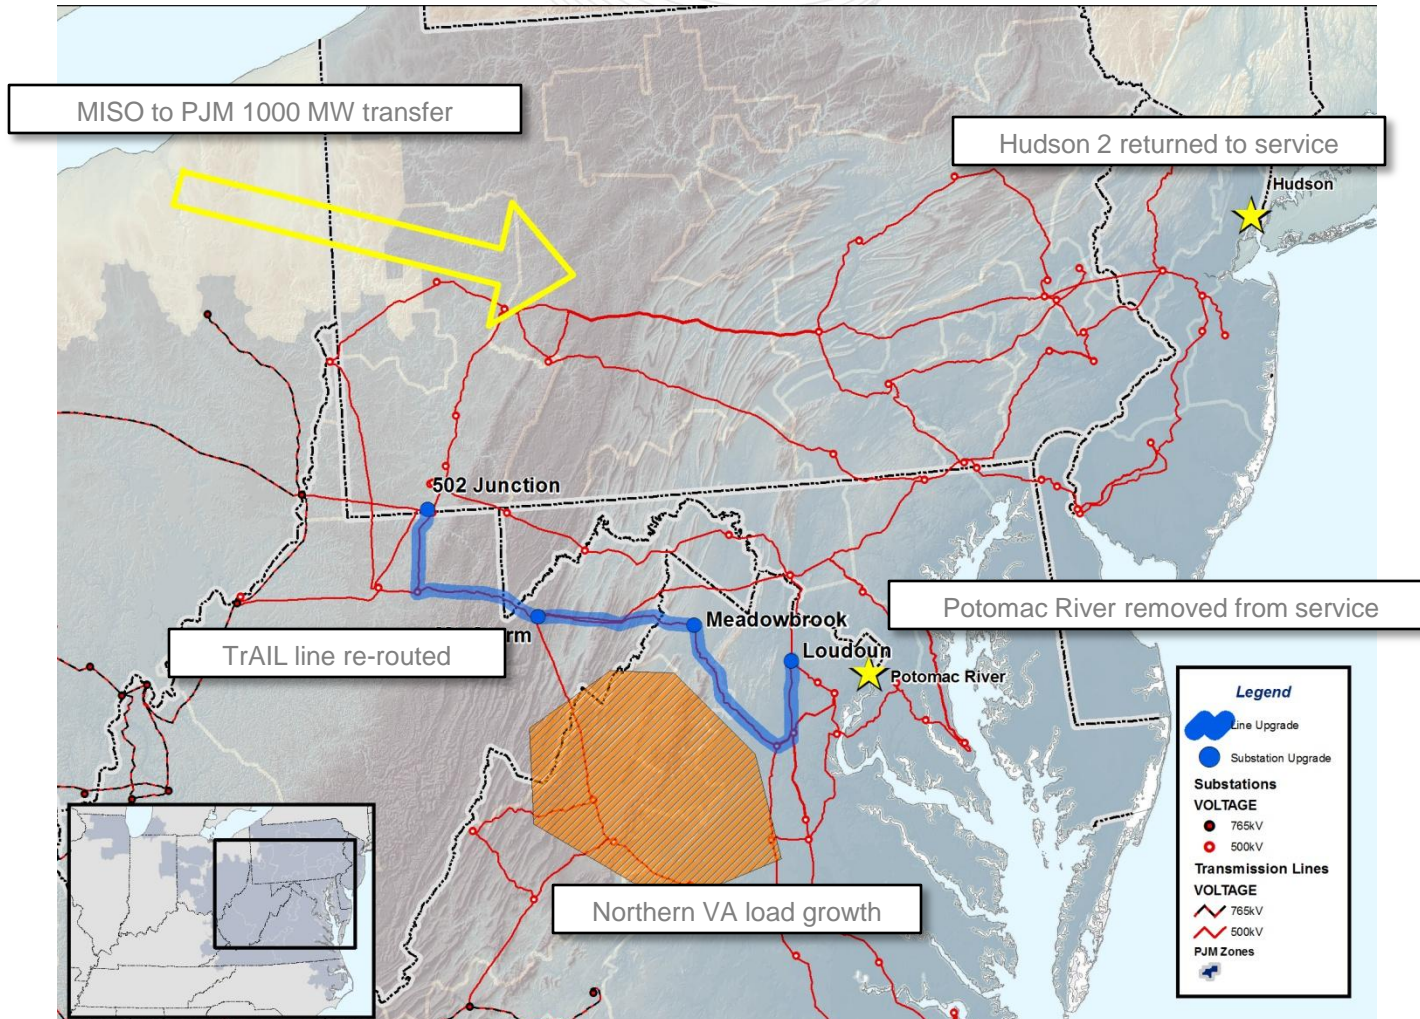 MISO to PJM 1000 MW transfer
Hudson 2 returned to service
Hudson
502 Junction
Potomac River removed from service
Meadowbrook
TrAIL line re-routed
Loudoun
Potomac River
Northern VA load growth
Legend
Line Upgrade
Substation Upgrade
Substations
VOLTAGE
765kV
500kV
Transmission Lines
VOLTAGE
765kV
500kV
PJM Zones